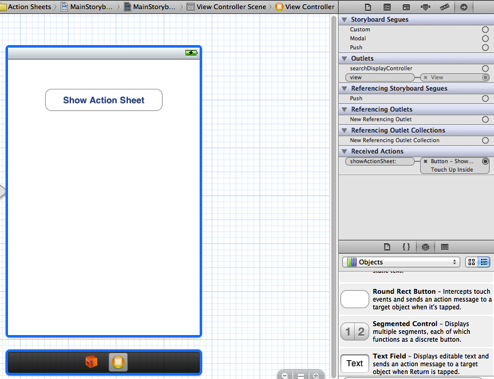 Action Sheets
MainStoryb...
MainStoryb...
View Controller Scene
View Controller
Show Action Sheet
Storyboard Segues
Custom
Modal
Push
Outlets
searchDisplayController
view
View
Referencing Storyboard Segues
Push
Referencing Outlets
New Referencing Outlet
Referencing Outlet Collections
New Referencing Outlet Collection
Received Actions
showActionSheet:
Button - Show...
Touch Up Inside
{ }
Objects
Round Rect Button - Intercepts touch
events and sends an action message to a
target object when it's tapped.
1 2
Segmented Control - Displays
multiple segments, each of which
functions as a discrete button.
Text
Text Field - Displays editable text and
sends an action message to a target
object when Return is tapped.